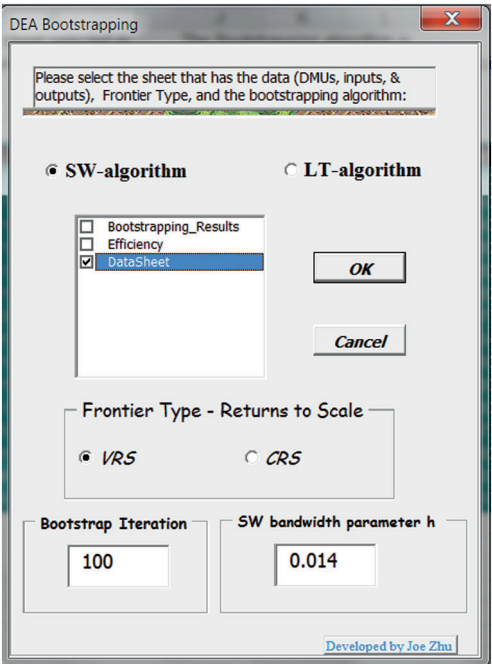 DEA Bootstrapping
Please select the sheet that has the data (DMUs, inputs, &
outputs), Frontier Type, and the bootstrapping algorithm:
SW-algorithm
LT-algorithm
Bootstrapping_Results
Efficiency
DataSheet
OK
Cancel
Frontier Type - Returns to Scale
VRS
CRS
Bootstrap Iteration
SW bandwidth parameter h
100
0.014
Developed by Joe Zhu